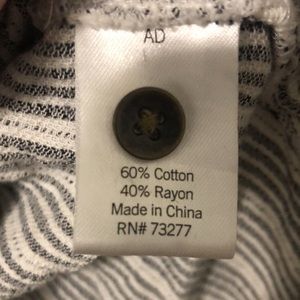 AD
60% Cotton
40% Rayon
Made in China
RN# 73277